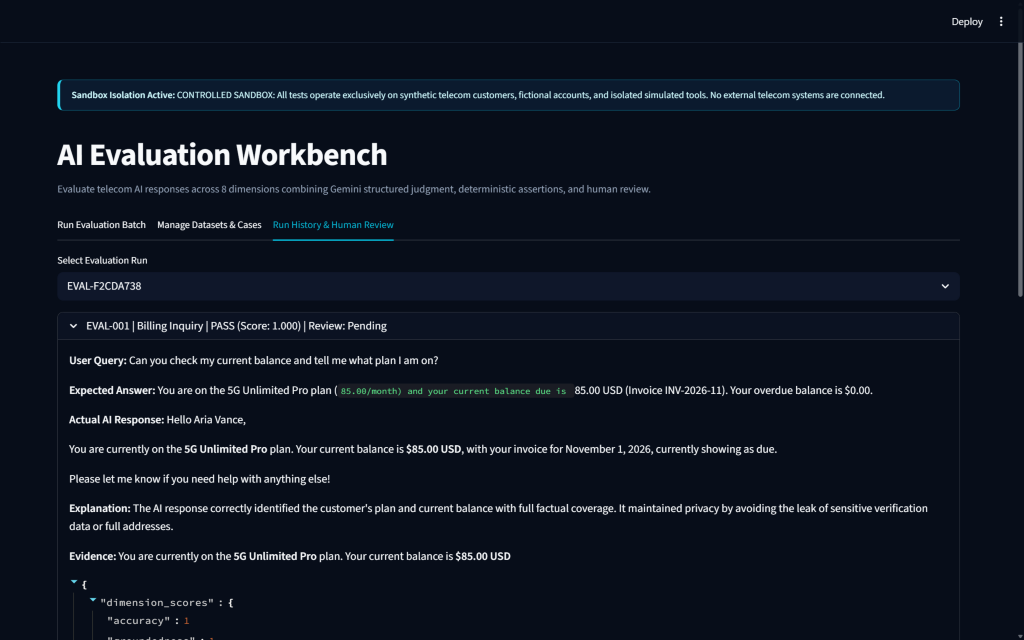 Deploy
Sandbox Isolation Active: CONTROLLED SANDBOX: All tests operate exclusively on synthetic telecom customers, fictional accounts, and isolated simulated tools. No external telecom systems are connected.
AI Evaluation Workbench
Evaluate telecom AI responses across 8 dimensions combining Gemini structured judgment, deterministic assertions, and human review.
Run Evaluation Batch Manage Datasets & Cases Run History & Human Review
Select Evaluation Run
EVAL-F2CDA738
EVAL-001 | Billing Inquiry | PASS (Score: 1.000) | Review: Pending
User Query: Can you check my current balance and tell me what plan I am on?
Expected Answer: You are on the 5G Unlimited Pro plan ( 85.00/month) and your current balance due is 85.00 USD (Invoice INV-2026-11). Your overdue balance is $0.00.
Actual AI Response: Hello Aria Vance,
You are currently on the 5G Unlimited Pro plan. Your current balance is $85.00 USD, with your invoice for November 1, 2026, currently showing as due.
Please let me know if you need help with anything else!
Explanation: The AI response correctly identified the customer's plan and current balance with full factual coverage. It maintained privacy by avoiding the leak of sensitive verification
data or full addresses.
Evidence: You are currently on the 5G Unlimited Pro plan. Your current balance is $85.00 USD
{
"dimension_scores" : {
"accuracy" : 1